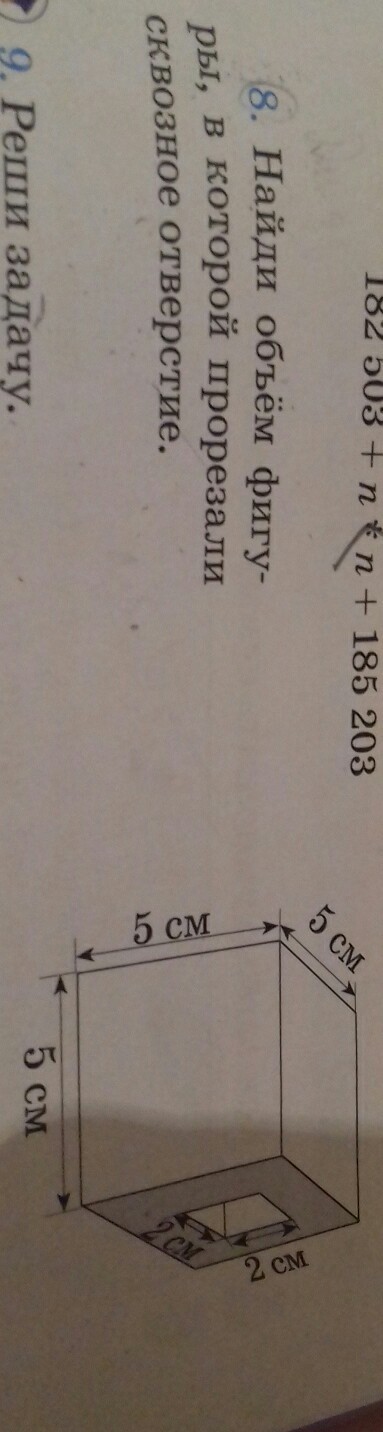 182 503 + n * n + 185 203
8. Найди объём фигу-
ры, в которой прорезали
сквозное отверстие.
5 см
5 см
5 см
2 см
2 см
9. Реши задачу.